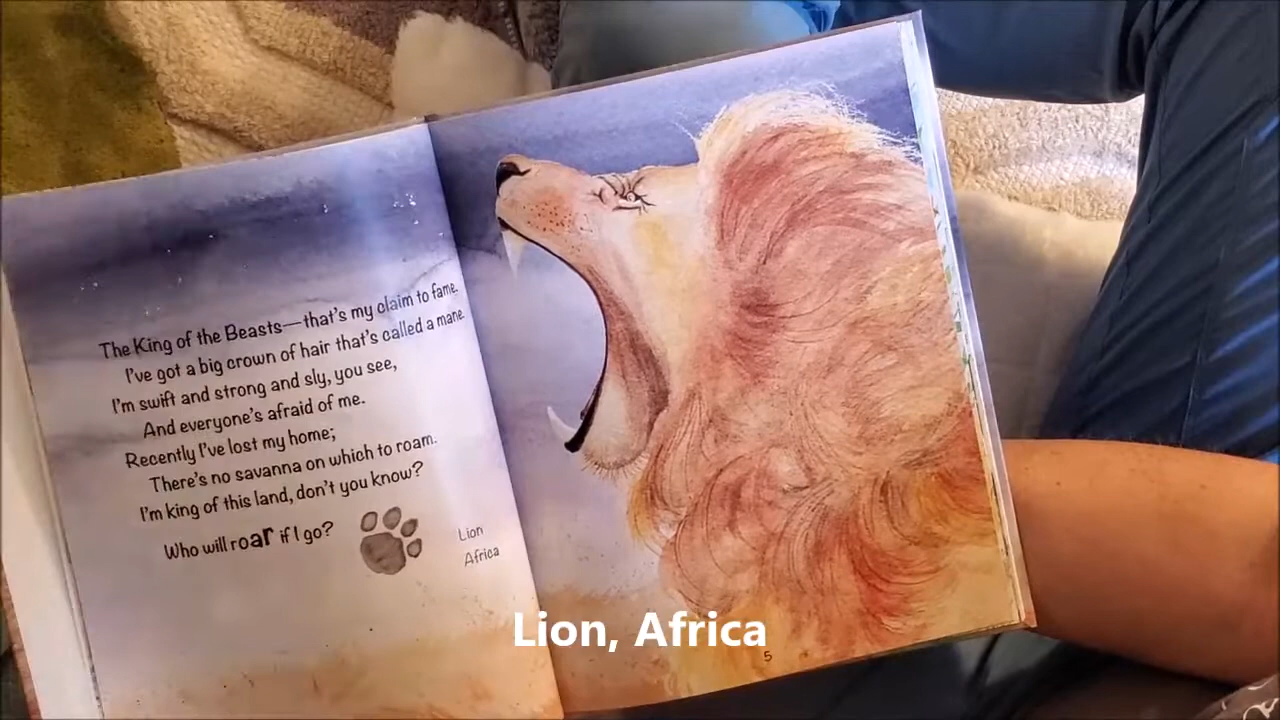 The King of the Beasts—that's my claim to fame.
I've got a big crown of hair that's called a mane.
I'm swift and strong and sly, you see,
And everyone's afraid of me.
Recently I've lost my home;
There's no savanna on which to roam.
I'm king of this land, don't you know?
Who will roar if I go?
Lion
Africa
Lion, Africa
5